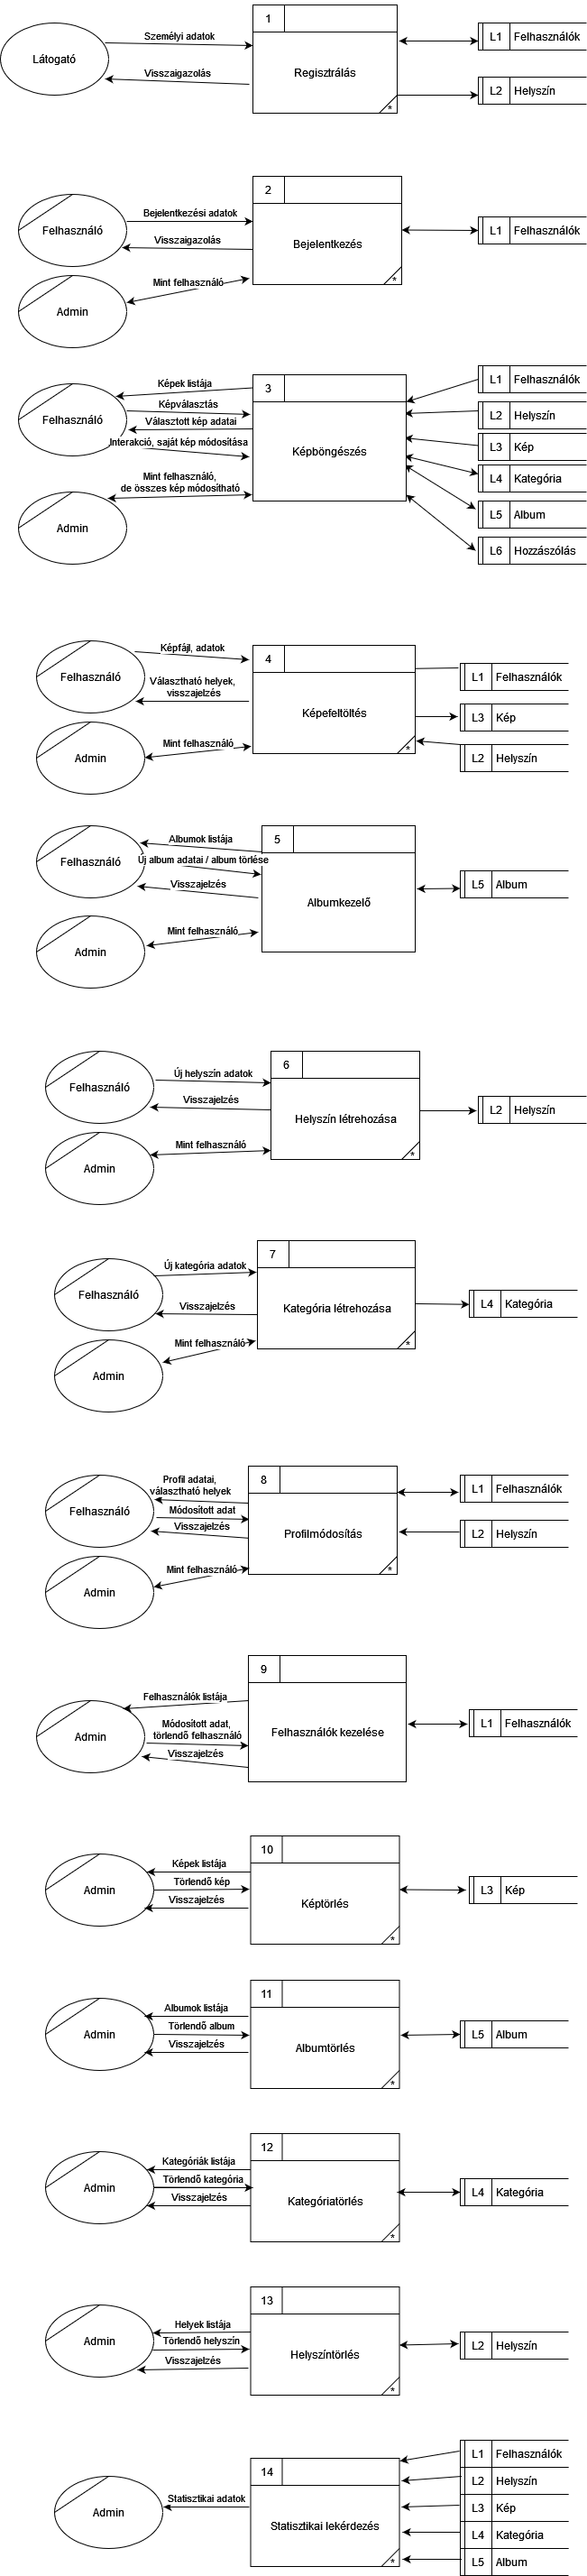 1
Személyi adatok
L1 Felhasználók
Látogató
Visszaigazolás
Regisztrálás
L2 Helyszín
*
2
Bejelentkezési adatok
Felhasználó
Visszaigazolás
Bejelentkezés
L1 Felhasználók
Mint felhasználó
*
Admin
Képek listája
3
L1 Felhasználók
Képválasztás
Felhasználó
Választott kép adatai
L2 Helyszín
Interakció, saját kép módosítása
Képböngészés
L3 Kép
Mint felhasználó,
de összes kép módosítható
L4 Kategória
Admin
L5 Album
L6 Hozzászólás
Képfájl, adatok
4
Felhasználó
Választható helyek,
visszajelzés
L1 Felhasználók
Képefeltöltés
L3 Kép
Mint felhasználó
*
Admin
L2 Helyszín
Albumok listája
5
Felhasználó
Új album adatai / album törlése
Visszajelzés
L5 Album
Albumkezelő
Mint felhasználó
Admin
6
Új helyszín adatok
Felhasználó
Visszajelzés
Helyszín létrehozása
L2 Helyszín
Mint felhasználó
*
Admin
7
Új kategória adatok
Felhasználó
Visszajelzés
Kategória létrehozása
L4 Kategória
Mint felhasználó
*
Admin
Profil adatai,
választható helyek
8
L1 Felhasználók
Felhasználó
Módosított adat
Visszajelzés
Profilmódosítás
L2 Helyszín
Mint felhasználó
*
Admin
9
Felhasználók listája
Admin
Módosított adat,
törlendő felhasználó
Visszajelzés
Felhasználók kezelése
L1 Felhasználók
10
Képek listája
Admin
Törlendő kép
Visszajelzés
Képtörlés
L3 Kép
*
11
Albumok listája
Admin
Törlendő album
Visszajelzés
Albumtörlés
L5 Album
*
12
Kategóriák listája
Admin
Törlendő kategória
Visszajelzés
Kategóriatörlés
L4 Kategória
*
13
Helyek listája
Admin
Törlendő helyszín
Visszajelzés
Helyszíntörlés
L2 Helyszín
*
14
L1 Felhasználók
L2 Helyszín
Statisztikai adatok
Admin
Statisztikai lekérdezés
L3 Kép
L4 Kategória
*
L5 Album